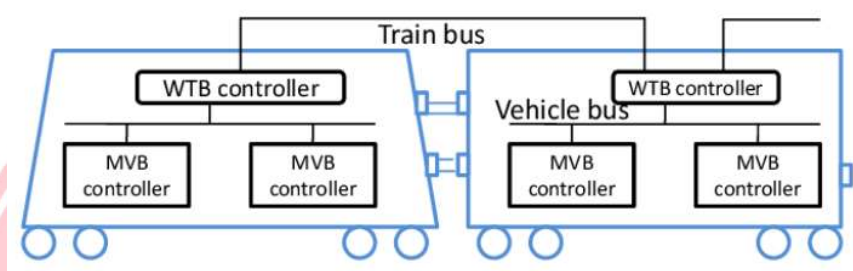 Train bus
WTB controller
WTB controller
Vehicle bus
MVB
controller
MVB
controller
MVB
controller
MVB
controller